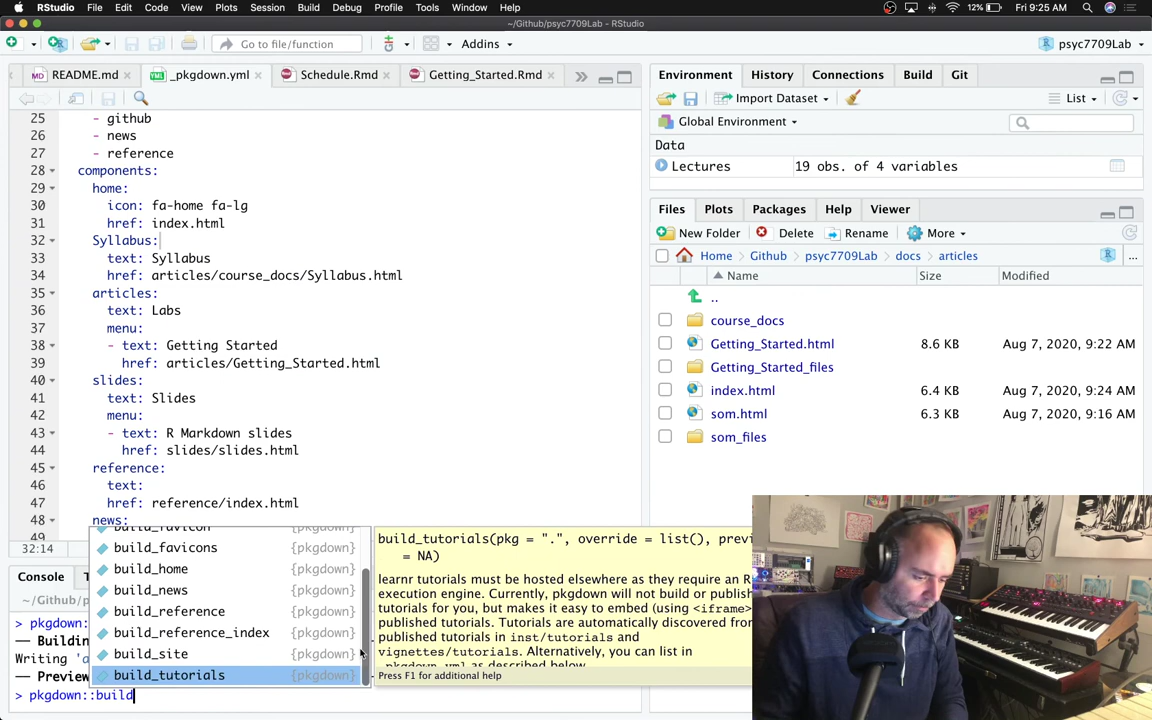 RStudio File Edit Code View Plots Session Build Debug Profile Tools Window Help 12% Fri 9:25 AM
~/Github/psyc7709Lab - RStudio
Go to file/function Addins psyc7709Lab
README.md _pkgdown.yml Schedule.Rmd Getting_Started.Rmd
Environment History Connections Build Git
Import Dataset List
Global Environment
Data
Lectures 19 obs. of 4 variables
25 - github
26 - news
27 - reference
28 components:
29 home:
30 icon: fa-home fa-lg
31 href: index.html
32 Syllabus:
33 text: Syllabus
34 href: articles/course_docs/Syllabus.html
35 articles:
36 text: Labs
37 menu:
38 - text: Getting Started
39 href: articles/Getting_Started.html
40 slides:
41 text: Slides
42 menu:
43 - text: R Markdown slides
44 href: slides/slides.html
45 reference:
46 text:
47 href: reference/index.html
48 news:
49
32:14
Files Plots Packages Help Viewer
New Folder Delete Rename More
Home Github psyc7709Lab docs articles ...
Name Size Modified
..
course_docs
Getting_Started.html 8.6 KB Aug 7, 2020, 9:22 AM
Getting_Started_files
index.html 6.4 KB Aug 7, 2020, 9:24 AM
som.html 6.3 KB Aug 7, 2020, 9:16 AM
som_files
Console
~/Github/
> pkgdown:
Building
Writing 'a
Preview
> pkgdown::build
build_favicon {pkgdown}
build_favicons {pkgdown}
build_home {pkgdown}
build_news {pkgdown}
build_reference {pkgdown}
build_reference_index {pkgdown}
build_site {pkgdown}
build_tutorials {pkgdown}
build_tutorials(pkg = ".", override = list(), previ
= NA)
learnr tutorials must be hosted elsewhere as they require an R
execution engine. Currently, pkgdown will not build or publish
tutorials for you, but makes it easy to embed (using <iframe>
published tutorials. Tutorials are automatically discovered from
published tutorials in inst/tutorials and
vignettes/tutorials. Alternatively, you can list in
_pkgdown.yml as described below.
Press F1 for additional help